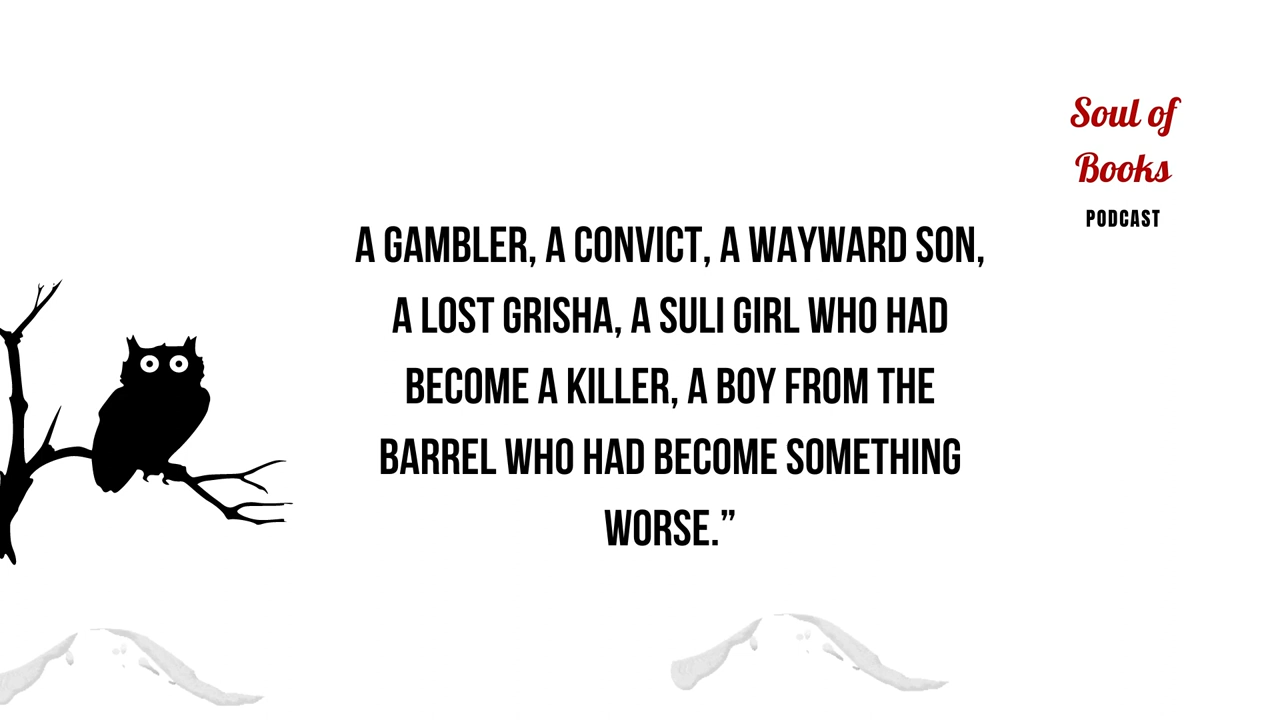 Soul of
Books
PODCAST
A GAMBLER, A CONVICT, A WAYWARD SON,
A LOST GRISHA, A SULI GIRL WHO HAD
BECOME A KILLER, A BOY FROM THE
BARREL WHO HAD BECOME SOMETHING
WORSE.”